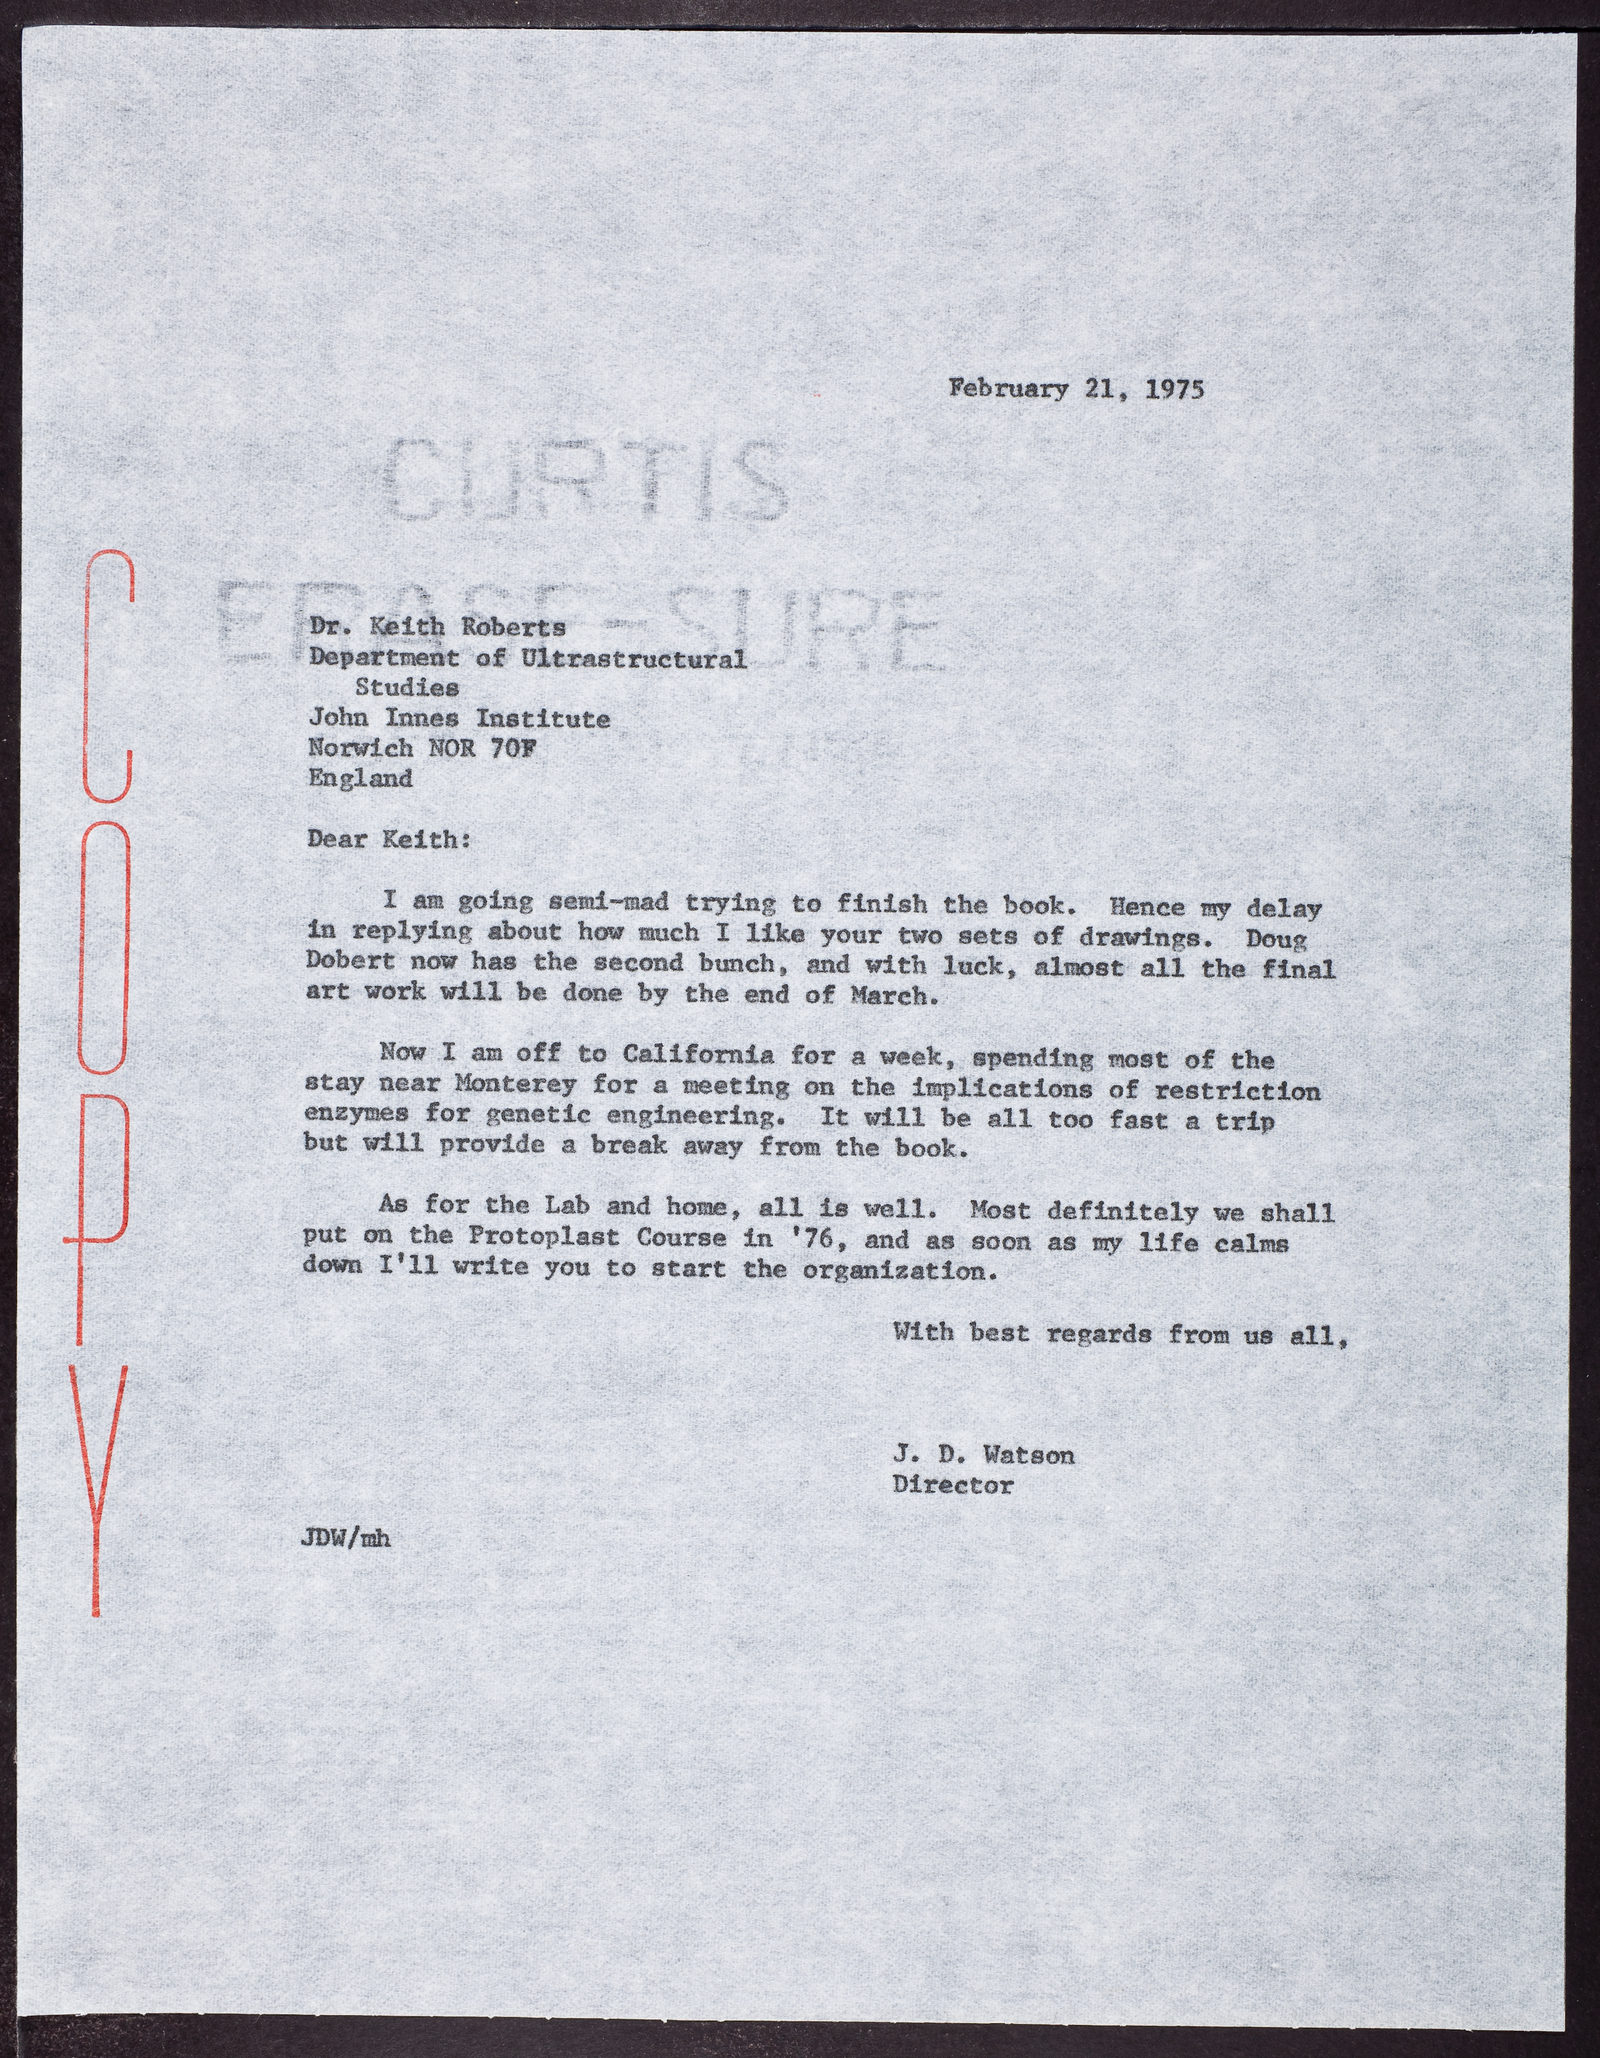 February 21, 1975
CURTIS
ERASE-SURE
COPY
Dr. Keith Roberts
Department of Ultrastructural
Studies
John Innes Institute
Norwich NOR 70F
England
Dear Keith:
I am going semi-mad trying to finish the book. Hence my delay
in replying about how much I like your two sets of drawings. Doug
Dobert now has the second bunch, and with luck, almost all the final
art work will be done by the end of March.
Now I am off to California for a week, spending most of the
stay near Monterey for a meeting on the implications of restriction
enzymes for genetic engineering. It will be all too fast a trip
but will provide a break away from the book.
As for the Lab and home, all is well. Most definitely we shall
put on the Protoplast Course in '76, and as soon as my life calms
down I'll write you to start the organization.
With best regards from us all,
J. D. Watson
Director
JDW/mh